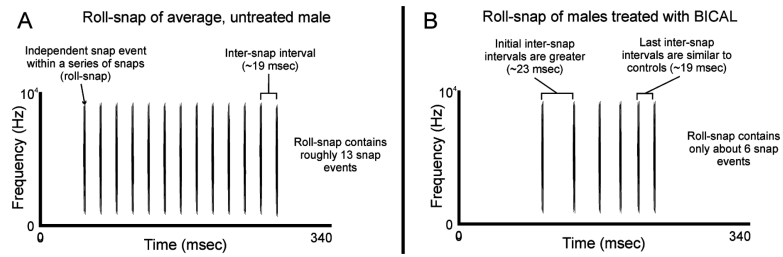 A
Roll-snap of average, untreated male
Independent snap event
within a series of snaps
(roll-snap)
Inter-snap interval
(~19 msec)
10⁴
Frequency (Hz)
Roll-snap contains
roughly 13 snap
events
0
0
Time (msec)
340
B
Roll-snap of males treated with BICAL
Initial inter-snap
intervals are greater
(~23 msec)
Last inter-snap
intervals are similar to
controls (~19 msec)
10⁴
Frequency (Hz)
Roll-snap contains
only about 6 snap
events
0
0
Time (msec)
340